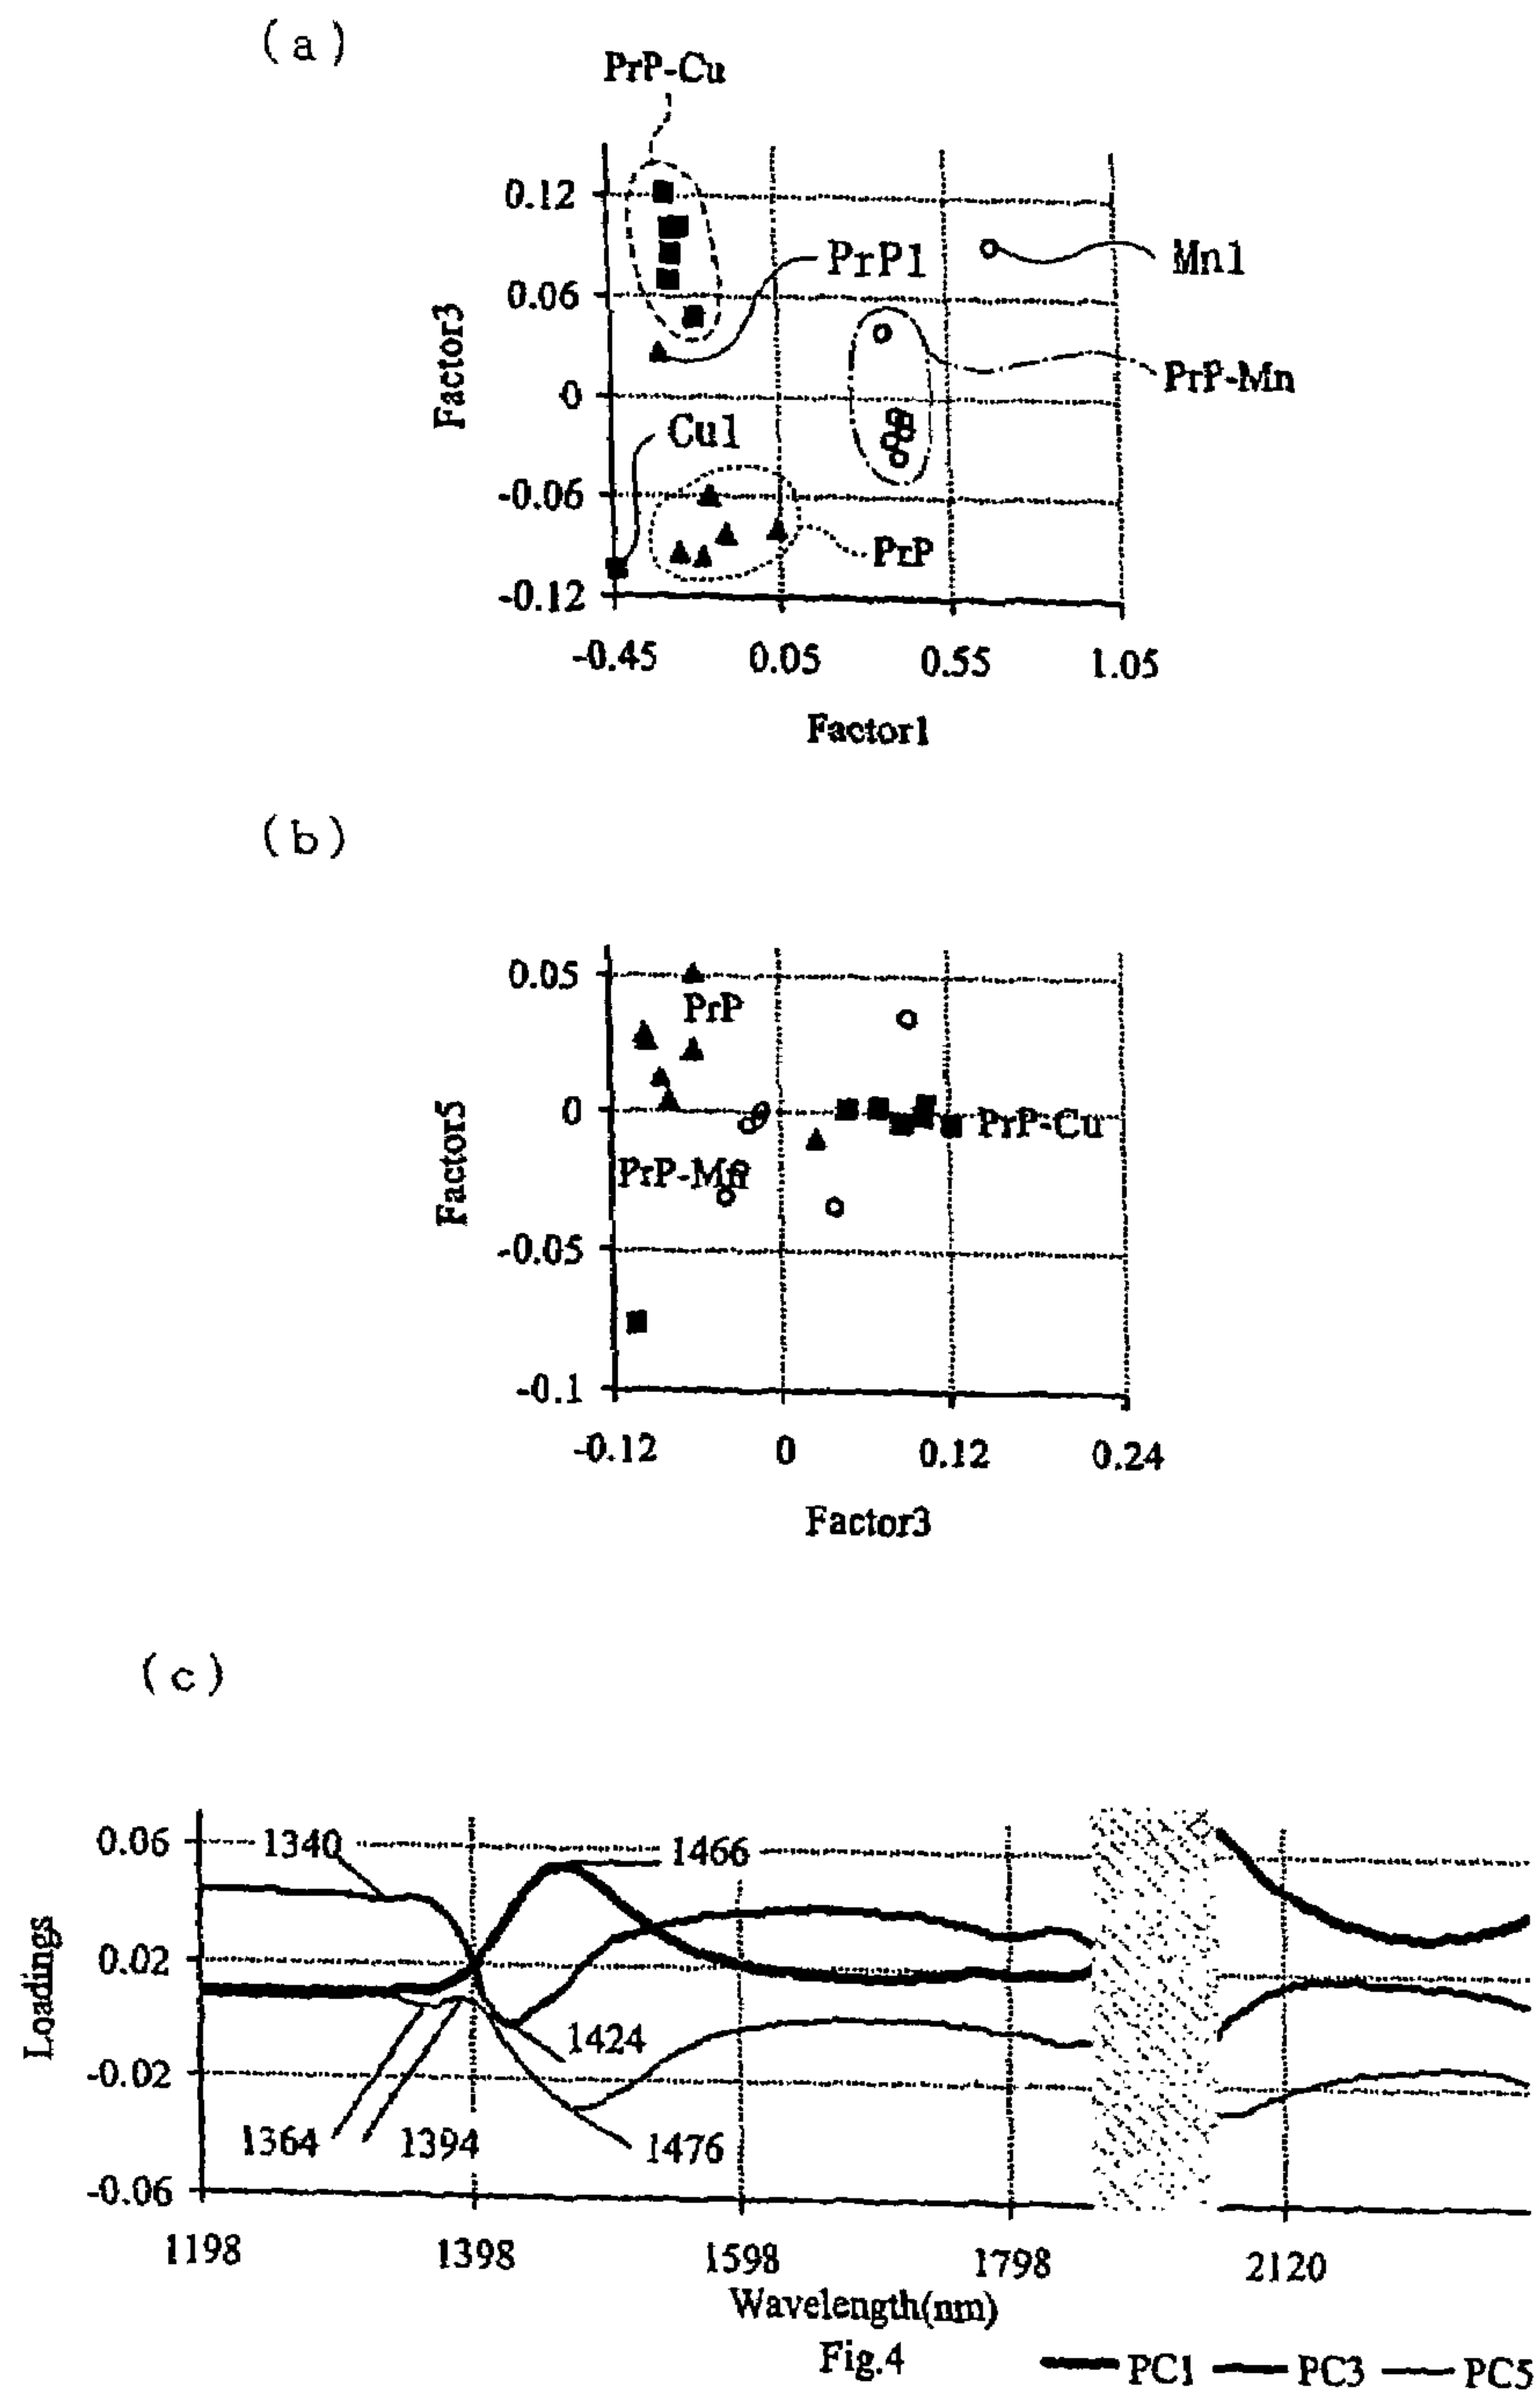 (a)
PrP-Cu
0.12
PrP1
Mn1
0.06
Factor3
PrP-Mn
0
Cu1
-0.06
PrP
-0.12
-0.45 0.05 0.55 1.05
Factor1
(b)
0.05
PrP
0
PrP-Cu
Factor5
PrP-Mn
-0.05
-0.1
-0.12 0 0.12 0.24
Factor3
(c)
0.06
1340
1466
Loadings
0.02
1424
-0.02
1364 1394 1476
-0.06
1198 1398 1598 1798 2120
Wavelength(nm)
Fig.4
PC1 PC3 PC5